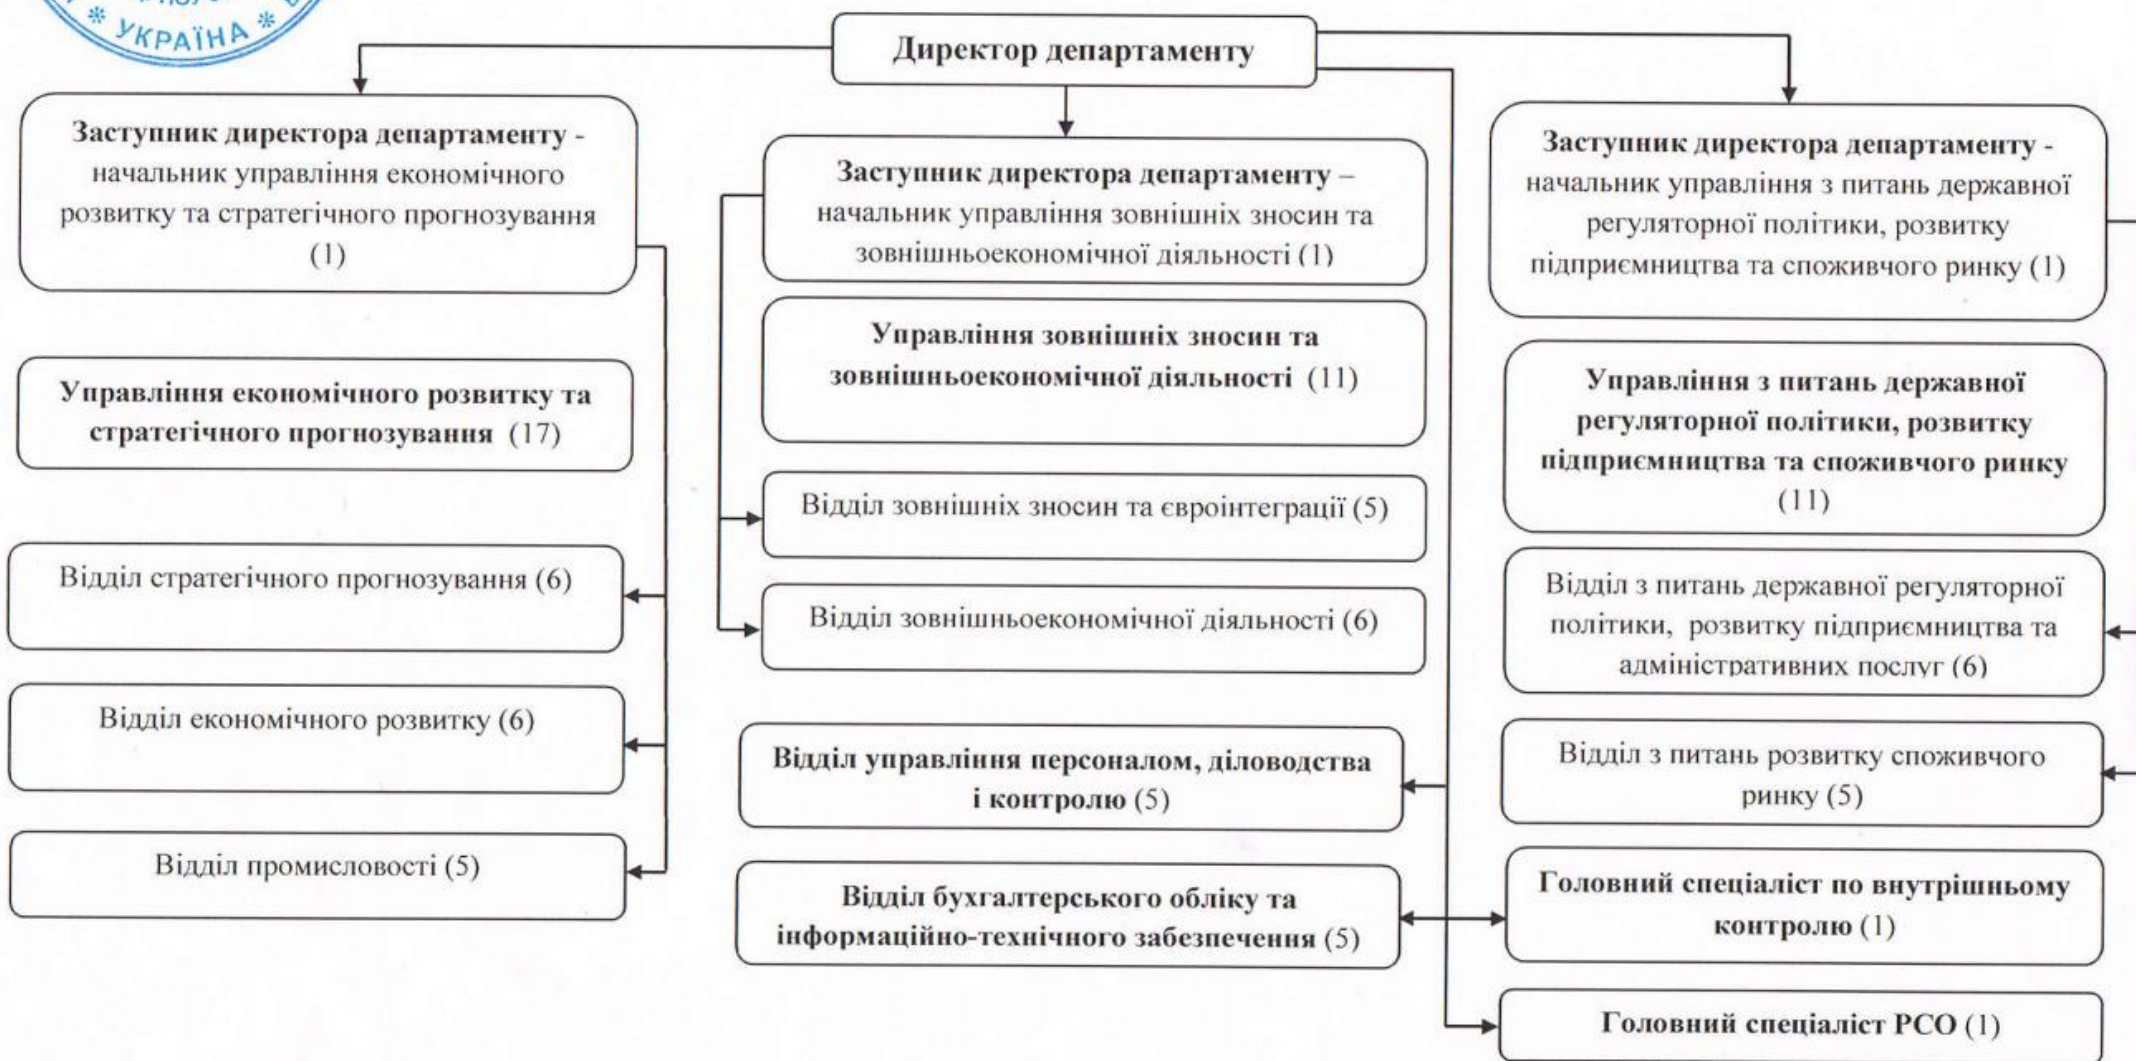 * УКРАЇНА *
Директор департаменту
Заступник директора департаменту -
начальник управління економічного
розвитку та стратегічного прогнозування
(1)
Управління економічного розвитку та
стратегічного прогнозування (17)
Відділ стратегічного прогнозування (6)
Відділ економічного розвитку (6)
Відділ промисловості (5)
Заступник директора департаменту –
начальник управління зовнішніх зносин та
зовнішньоекономічної діяльності (1)
Управління зовнішніх зносин та
зовнішньоекономічної діяльності (11)
Відділ зовнішніх зносин та євроінтеграції (5)
Відділ зовнішньоекономічної діяльності (6)
Відділ управління персоналом, діловодства
і контролю (5)
Відділ бухгалтерського обліку та
інформаційно-технічного забезпечення (5)
Заступник директора департаменту -
начальник управління з питань державної
регуляторної політики, розвитку
підприємництва та споживчого ринку (1)
Управління з питань державної
регуляторної політики, розвитку
підприємництва та споживчого ринку
(11)
Відділ з питань державної регуляторної
політики, розвитку підприємництва та
адміністративних послуг (6)
Відділ з питань розвитку споживчого
ринку (5)
Головний спеціаліст по внутрішньому
контролю (1)
Головний спеціаліст РСО (1)